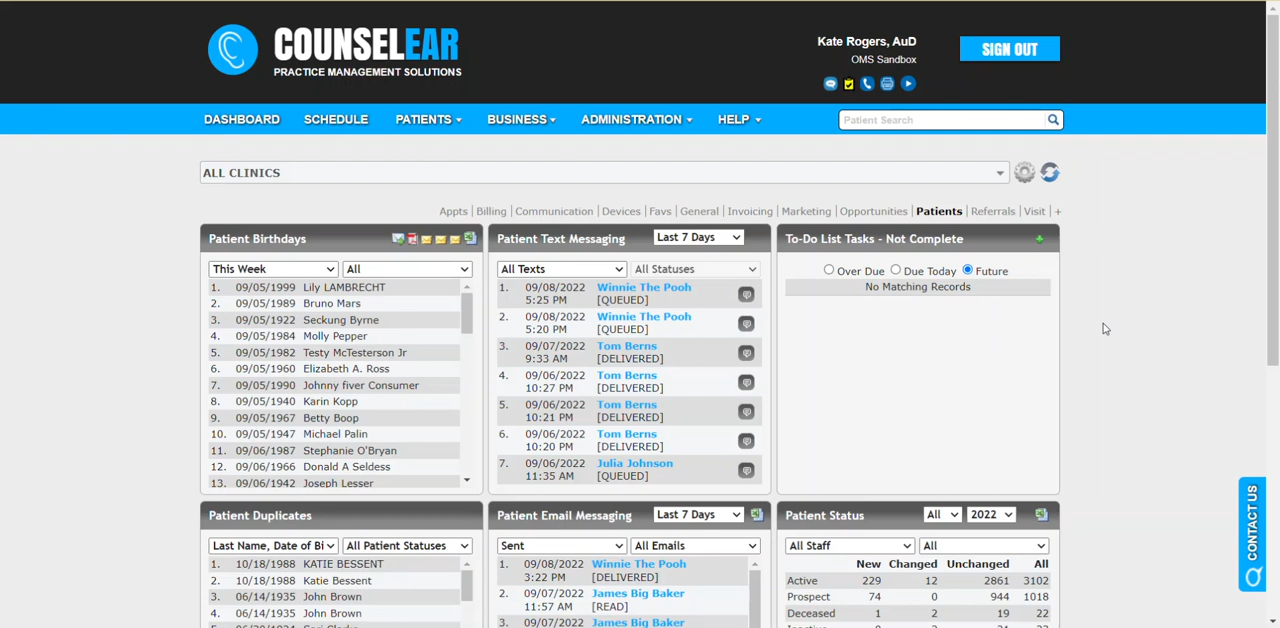 COUNSELEAR
PRACTICE MANAGEMENT SOLUTIONS
Kate Rogers, AuD
OMS Sandbox
SIGN OUT
DASHBOARD SCHEDULE PATIENTS BUSINESS ADMINISTRATION HELP
Patient Search
ALL CLINICS
Appts | Billing | Communication | Devices | Favs | General | Invoicing | Marketing | Opportunities | Patients | Referrals | Visit | +
Patient Birthdays
This Week All
1. 09/05/1999 Lily LAMBRECHT
2. 09/05/1989 Bruno Mars
3. 09/05/1922 Seckung Byrne
4. 09/05/1984 Molly Pepper
5. 09/05/1982 Testy McTesterson Jr
6. 09/05/1960 Elizabeth A. Ross
7. 09/05/1990 Johnny fiver Consumer
8. 09/05/1940 Karin Kopp
9. 09/05/1967 Betty Boop
10. 09/05/1947 Michael Palin
11. 09/06/1987 Stephanie O'Bryan
12. 09/06/1966 Donald A Seldess
13. 09/06/1942 Joseph Lesser
Patient Text Messaging Last 7 Days
All Texts All Statuses
1. 09/08/2022 Winnie The Pooh
5:25 PM [QUEUED]
2. 09/08/2022 Winnie The Pooh
5:20 PM [QUEUED]
3. 09/07/2022 Tom Berns
9:33 AM [DELIVERED]
4. 09/06/2022 Tom Berns
10:27 PM [DELIVERED]
5. 09/06/2022 Tom Berns
10:21 PM [DELIVERED]
6. 09/06/2022 Tom Berns
10:20 PM [DELIVERED]
7. 09/06/2022 Julia Johnson
11:35 AM [QUEUED]
To-Do List Tasks - Not Complete
Over Due Due Today Future
No Matching Records
Patient Duplicates
Last Name, Date of Bi All Patient Statuses
1. 10/18/1988 KATIE BESSENT
2. 10/18/1988 Katie Bessent
3. 06/14/1935 John Brown
4. 06/14/1935 John Brown
Patient Email Messaging Last 7 Days
Sent All Emails
1. 09/08/2022 Winnie The Pooh
3:22 PM [DELIVERED]
2. 09/07/2022 James Big Baker
11:57 AM [READ]
3. 09/07/2022 James Big Baker
Patient Status All 2022
All Staff All
New Changed Unchanged All
Active 229 12 2861 3102
Prospect 74 0 944 1018
Deceased 1 2 19 22
CONTACT US